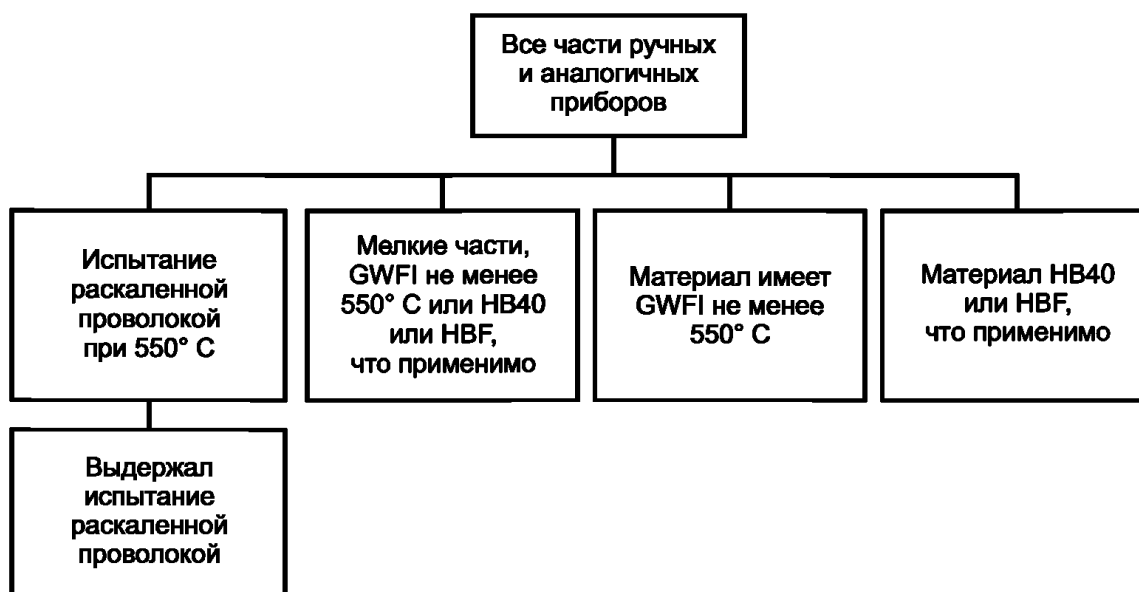 Все части ручных
и аналогичных
приборов
Испытание
раскаленной
проволокой
при 550° C
Мелкие части,
GWFI не менее
550° C или HB40
или HBF,
что применимо
Материал имеет
GWFI не менее
550° C
Материал HB40
или HBF,
что применимо
Выдержал
испытание
раскаленной
проволокой